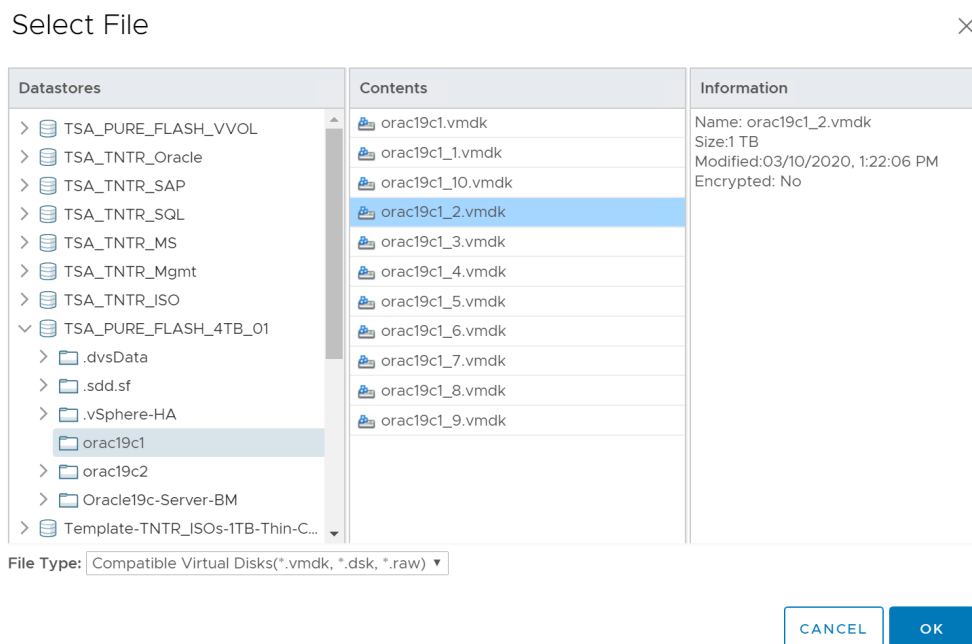 Select File
Datastores
TSA_PURE_FLASH_VVOL
TSA_TNTR_Oracle
TSA_TNTR_SAP
TSA_TNTR_SQL
TSA_TNTR_MS
TSA_TNTR_Mgmt
TSA_TNTR_ISO
TSA_PURE_FLASH_4TB_01
.dvsData
.sdd.sf
.vSphere-HA
orac19c1
orac19c2
Oracle19c-Server-BM
Template-TNTR_ISOs-1TB-Thin-C...
Contents
orac19c1.vmdk
orac19c1_1.vmdk
orac19c1_10.vmdk
orac19c1_2.vmdk
orac19c1_3.vmdk
orac19c1_4.vmdk
orac19c1_5.vmdk
orac19c1_6.vmdk
orac19c1_7.vmdk
orac19c1_8.vmdk
orac19c1_9.vmdk
Information
Name: orac19c1_2.vmdk
Size:1 TB
Modified:03/10/2020, 1:22:06 PM
Encrypted: No
File Type: Compatible Virtual Disks(*.vmdk, *.dsk, *.raw)
CANCEL OK